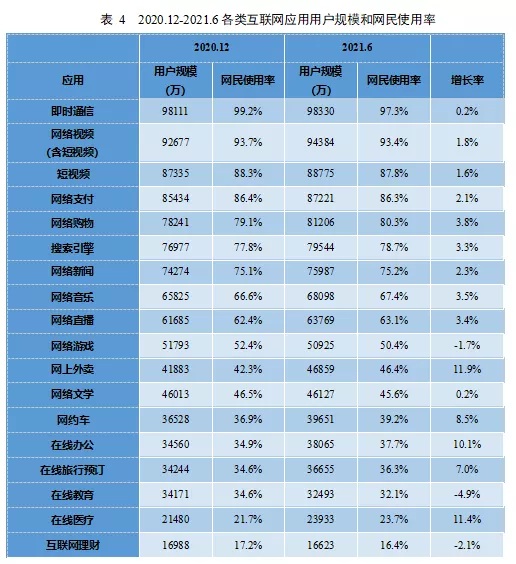 表 4 2020.12-2021.6 各类互联网应用用户规模和网民使用率
2020.12 2021.6
应用 用户规模(万) 网民使用率 用户规模(万) 网民使用率 增长率
即时通信 98111 99.2% 98330 97.3% 0.2%
网络视频(含短视频) 92677 93.7% 94384 93.4% 1.8%
短视频 87335 88.3% 88775 87.8% 1.6%
网络支付 85434 86.4% 87221 86.3% 2.1%
网络购物 78241 79.1% 81206 80.3% 3.8%
搜索引擎 76977 77.8% 79544 78.7% 3.3%
网络新闻 74274 75.1% 75987 75.2% 2.3%
网络音乐 65825 66.6% 68098 67.4% 3.5%
网络直播 61685 62.4% 63769 63.1% 3.4%
网络游戏 51793 52.4% 50925 50.4% -1.7%
网上外卖 41883 42.3% 46859 46.4% 11.9%
网络文学 46013 46.5% 46127 45.6% 0.2%
网约车 36528 36.9% 39651 39.2% 8.5%
在线办公 34560 34.9% 38065 37.7% 10.1%
在线旅行预订 34244 34.6% 36655 36.3% 7.0%
在线教育 34171 34.6% 32493 32.1% -4.9%
在线医疗 21480 21.7% 23933 23.7% 11.4%
互联网理财 16988 17.2% 16623 16.4% -2.1%